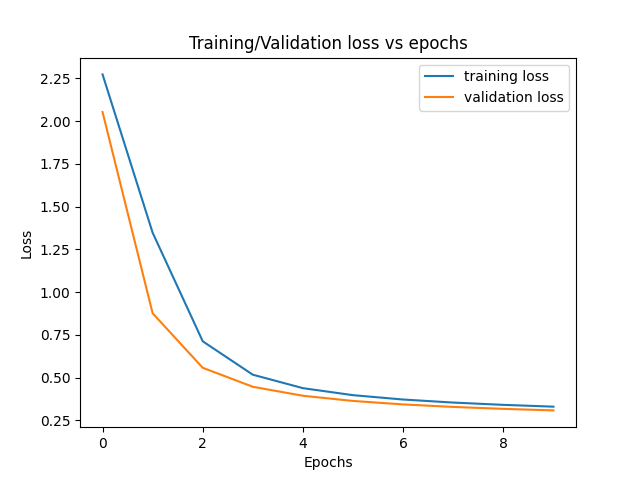 Training/Validation loss vs epochs
training loss
validation loss
2.25
2.00
1.75
1.50
1.25
1.00
0.75
0.50
0.25
Loss
0 2 4 6 8
Epochs